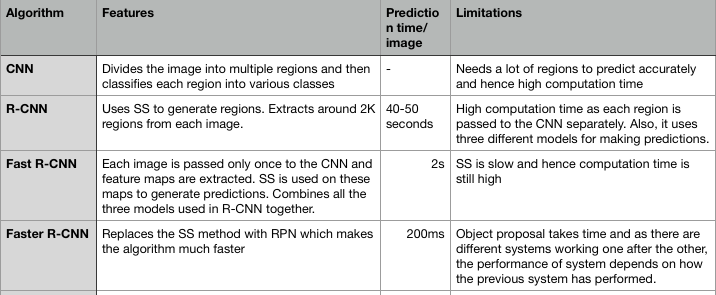 Algorithm
Features
Predictio
n time/
image
Limitations
CNN
Divides the image into multiple regions and then
classifies each region into various classes
-
Needs a lot of regions to predict accurately
and hence high computation time
R-CNN
Uses SS to generate regions. Extracts around 2K
regions from each image.
40-50
seconds
High computation time as each region is
passed to the CNN separately. Also, it uses
three different models for making predictions.
Fast R-CNN
Each image is passed only once to the CNN and
feature maps are extracted. SS is used on these
maps to generate predictions. Combines all the
three models used in R-CNN together.
2s
SS is slow and hence computation time is
still high
Faster R-CNN
Replaces the SS method with RPN which makes
the algorithm much faster
200ms
Object proposal takes time and as there are
different systems working one after the other,
the performance of system depends on how
the previous system has performed.